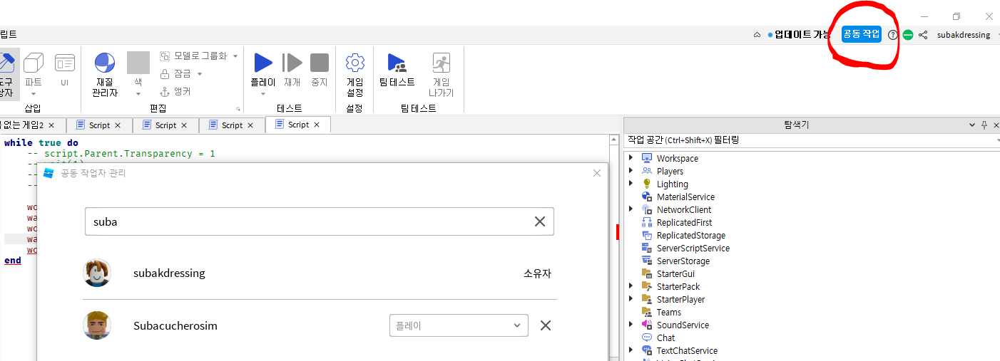 업데이트 가능 공동 작업 subakdressing
립트
모델로 그룹화
잠금
앵커
파트 UI 재질 관리자 색 플레이 재개 중지 게임 설정 팀 테스트 게임 나가기
삽입 편집 테스트 설정 팀 테스트
없는 게임2 Script Script Script Script
탐색기
작업 공간 (Ctrl+Shift+X) 필터링
while true do
-- script.Parent.Transparency = 1
-- wait(1)
--
--
wo
wa
wo
wa
wo
end
공동 작업자 관리
suba
subakdressing 소유자
Subacucherosim 플레이
Workspace
Players
Lighting
MaterialService
NetworkClient
ReplicatedFirst
ReplicatedStorage
ServerScriptService
ServerStorage
StarterGui
StarterPack
StarterPlayer
Teams
SoundService
Chat
TextChatService